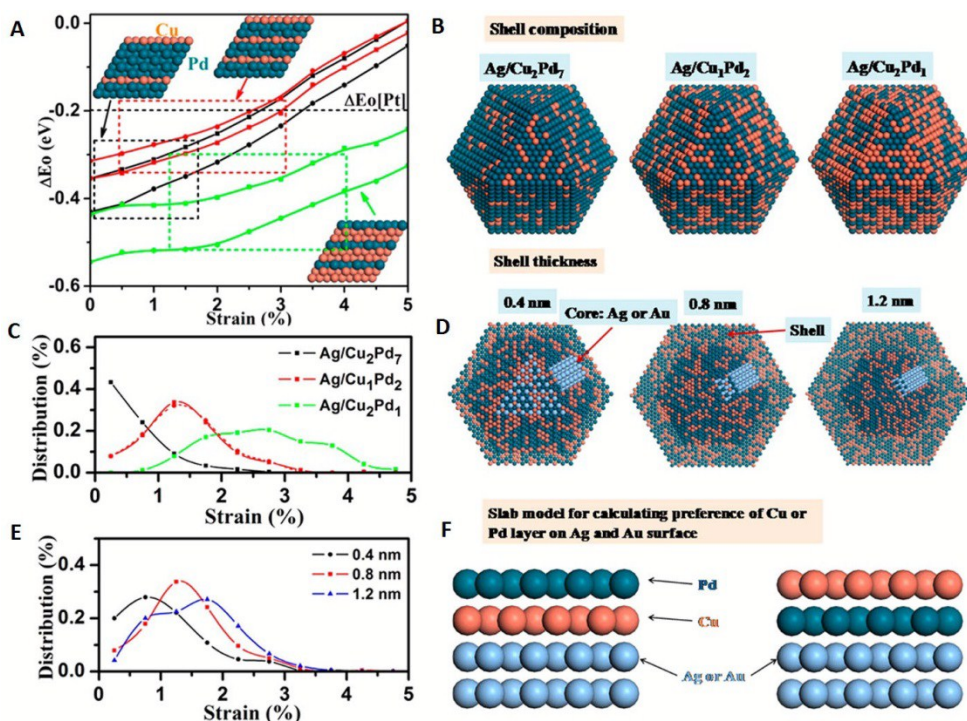 A
Cu
Pd
ΔEo[Pt]
ΔEo (eV)
0.0
-0.2
-0.3
-0.4
-0.5
-0.6
0 1 2 3 4 5
Strain (%)
B
Shell composition
Ag/Cu2Pd7 Ag/Cu1Pd2 Ag/Cu2Pd1
C
Distribution (%)
0.6
0.4
0.2
0.0
Ag/Cu2Pd7
Ag/Cu1Pd2
Ag/Cu2Pd1
0 1 2 3 4 5
Strain (%)
Shell thickness
D
0.4 nm 0.8 nm 1.2 nm
Core: Ag or Au
Shell
E
Distribution (%)
0.4
0.2
0.0
0.4 nm
0.8 nm
1.2 nm
0 1 2 3 4 5
Strain (%)
F
Slab model for calculating preference of Cu or
Pd layer on Ag and Au surface
Pd
Cu
Ag or Au